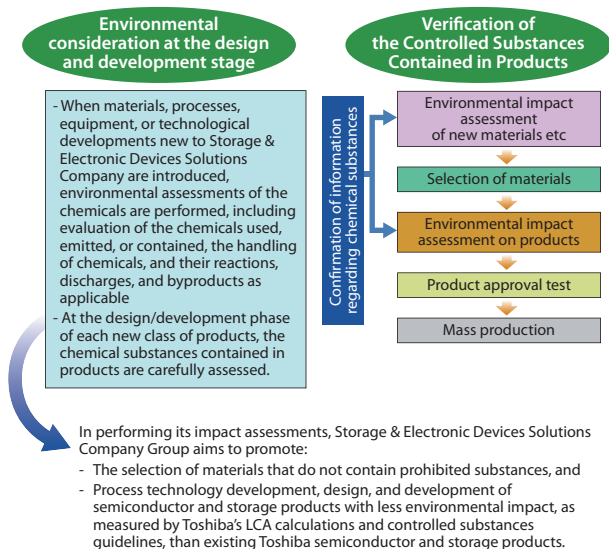 Environmental
consideration at the design
and development stage
- When materials, processes,
equipment, or technological
developments new to Storage &
Electronic Devices Solutions
Company are introduced,
environmental assessments of the
chemicals are performed, including
evaluation of the chemicals used,
emitted, or contained, the handling
of chemicals, and their reactions,
discharges, and byproducts as
applicable
- At the design/development phase
of each new class of products, the
chemical substances contained in
products are carefully assessed.
Verification of
the Controlled Substances
Contained in Products
Confirmation of information
regarding chemical substances
Environmental impact
assessment
of new materials etc
Selection of materials
Environmental impact
assessment on products
Product approval test
Mass production
In performing its impact assessments, Storage & Electronic Devices Solutions
Company Group aims to promote:
- The selection of materials that do not contain prohibited substances, and
- Process technology development, design, and development of
semiconductor and storage products with less environmental impact, as
measured by Toshiba's LCA calculations and controlled substances
guidelines, than existing Toshiba semiconductor and storage products.